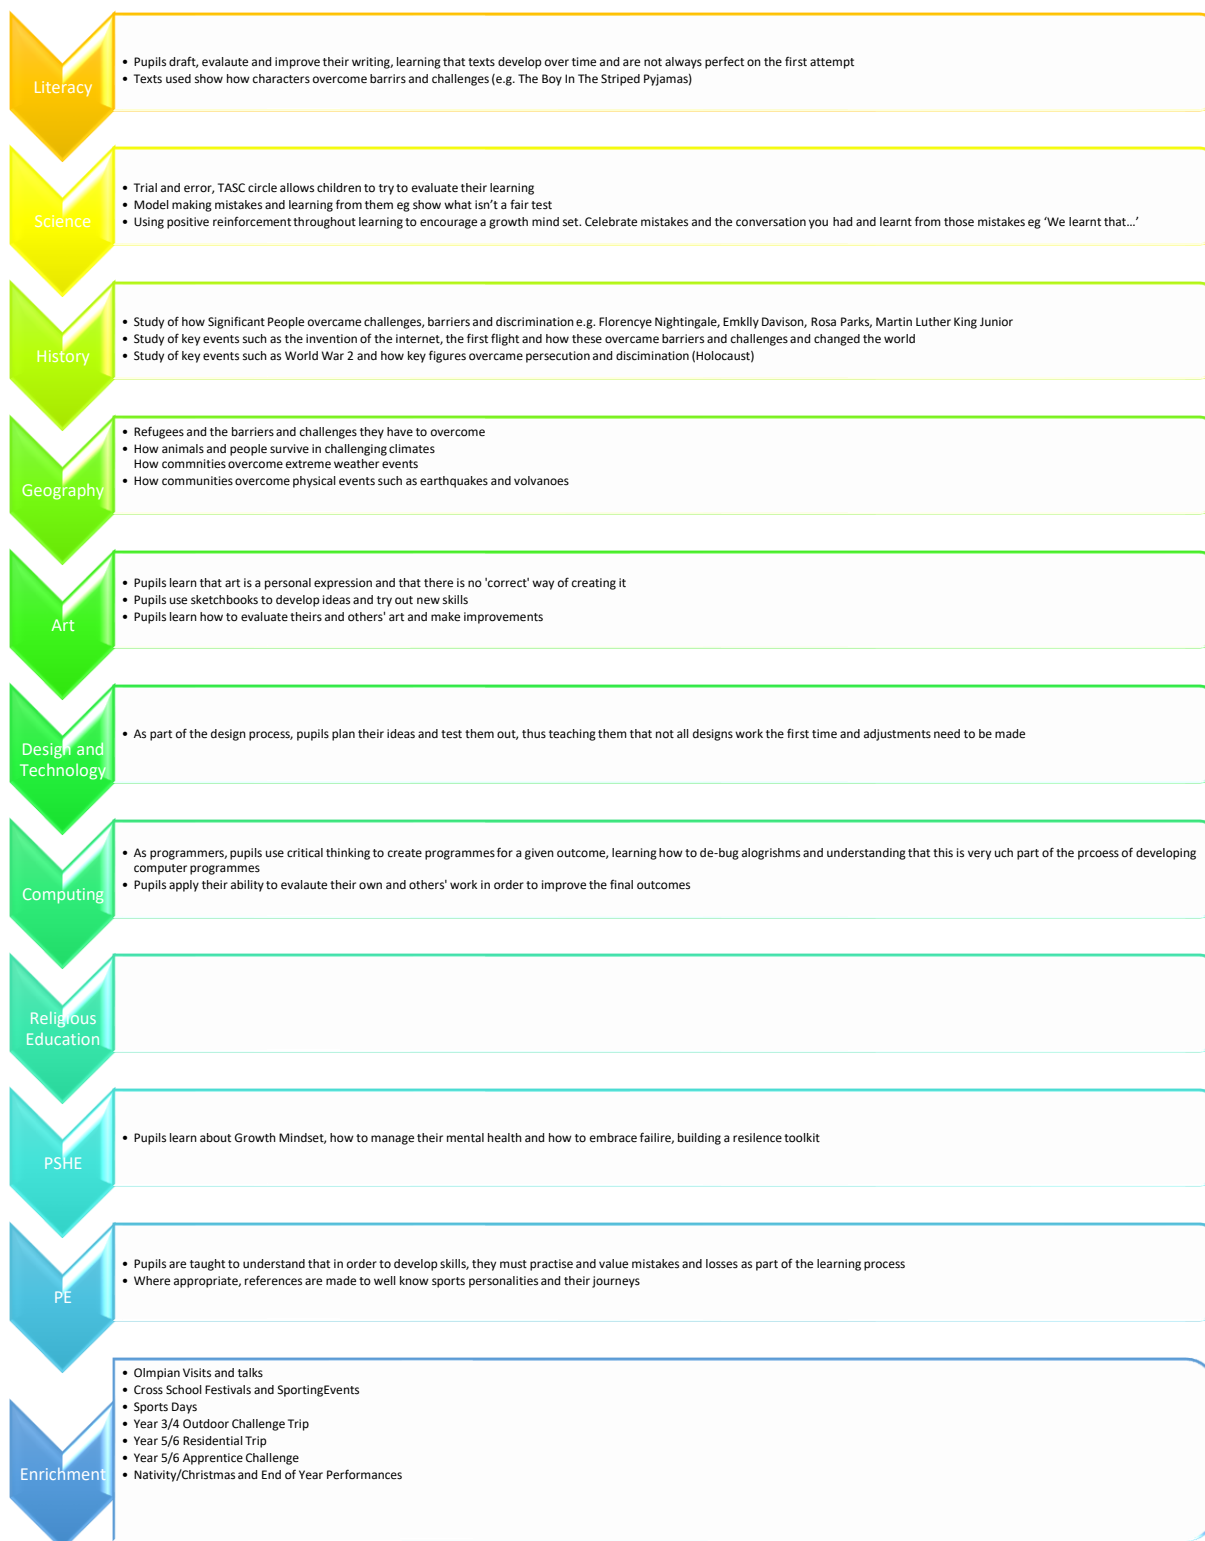 Literacy
• Pupils draft, evalaute and improve their writing, learning that texts develop over time and are not always perfect on the first attempt
• Texts used show how characters overcome barrirs and challenges (e.g. The Boy In The Striped Pyjamas)
Science
• Trial and error, TASC circle allows children to try to evaluate their learning
• Model making mistakes and learning from them eg show what isn’t a fair test
• Using positive reinforcement throughout learning to encourage a growth mind set. Celebrate mistakes and the conversation you had and learnt from those mistakes eg ‘We learnt that…’
History
• Study of how Significant People overcame challenges, barriers and discrimination e.g. Florencye Nightingale, Emklly Davison, Rosa Parks, Martin Luther King Junior
• Study of key events such as the invention of the internet, the first flight and how these overcame barriers and challenges and changed the world
• Study of key events such as World War 2 and how key figures overcame persecution and discimination (Holocaust)
Geography
• Refugees and the barriers and challenges they have to overcome
• How animals and people survive in challenging climates
How commnities overcome extreme weather events
• How communities overcome physical events such as earthquakes and volvanoes
Art
• Pupils learn that art is a personal expression and that there is no 'correct' way of creating it
• Pupils use sketchbooks to develop ideas and try out new skills
• Pupils learn how to evaluate theirs and others' art and make improvements
Design and
Technology
• As part of the design process, pupils plan their ideas and test them out, thus teaching them that not all designs work the first time and adjustments need to be made
Computing
• As programmers, pupils use critical thinking to create programmes for a given outcome, learning how to de-bug alogrishms and understanding that this is very uch part of the prcoess of developing
computer programmes
• Pupils apply their ability to evalaute their own and others' work in order to improve the final outcomes
Religious
Education
PSHE
• Pupils learn about Growth Mindset, how to manage their mental health and how to embrace failire, building a resilence toolkit
PE
• Pupils are taught to understand that in order to develop skills, they must practise and value mistakes and losses as part of the learning process
• Where appropriate, references are made to well know sports personalities and their journeys
Enrichment
• Olmpian Visits and talks
• Cross School Festivals and SportingEvents
• Sports Days
• Year 3/4 Outdoor Challenge Trip
• Year 5/6 Residential Trip
• Year 5/6 Apprentice Challenge
• Nativity/Christmas and End of Year Performances